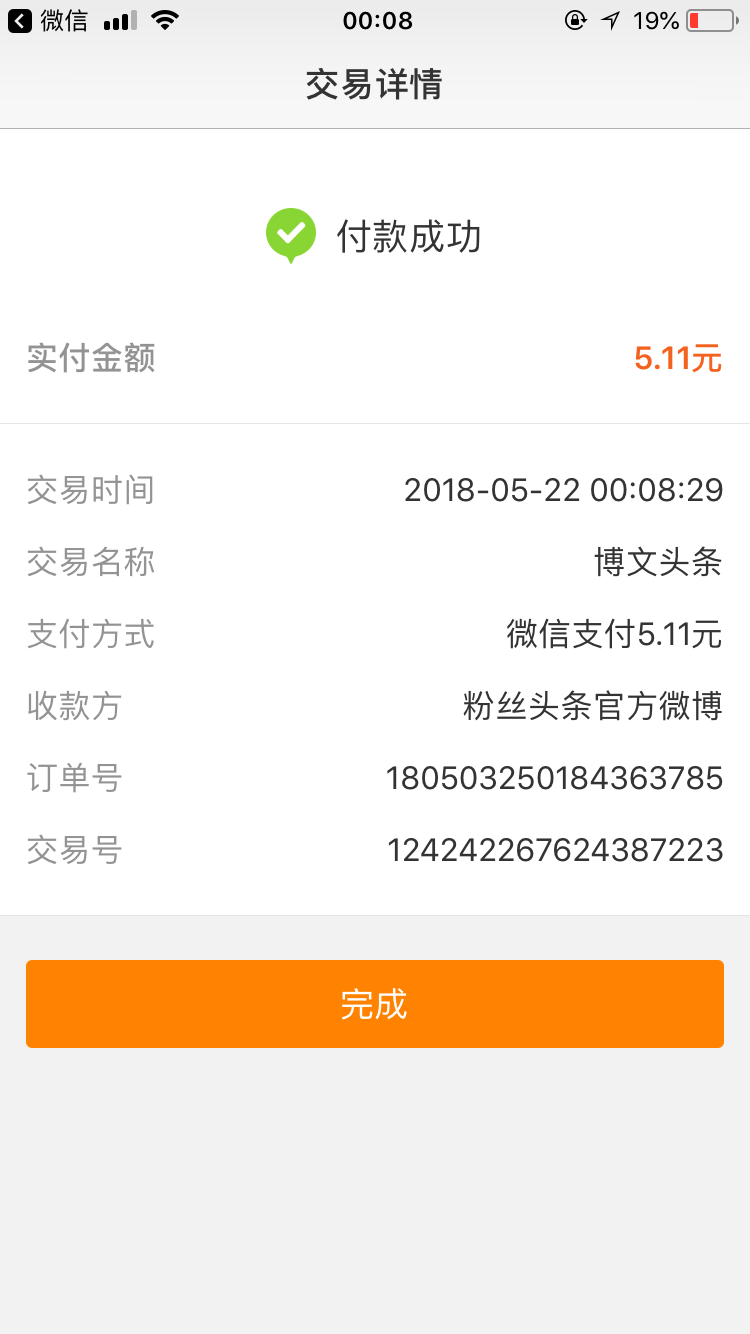 微信 00:08 19%
交易详情
付款成功
实付金额 5.11元
交易时间 2018-05-22 00:08:29
交易名称 博文头条
支付方式 微信支付5.11元
收款方 粉丝头条官方微博
订单号 180503250184363785
交易号 124242267624387223
完成